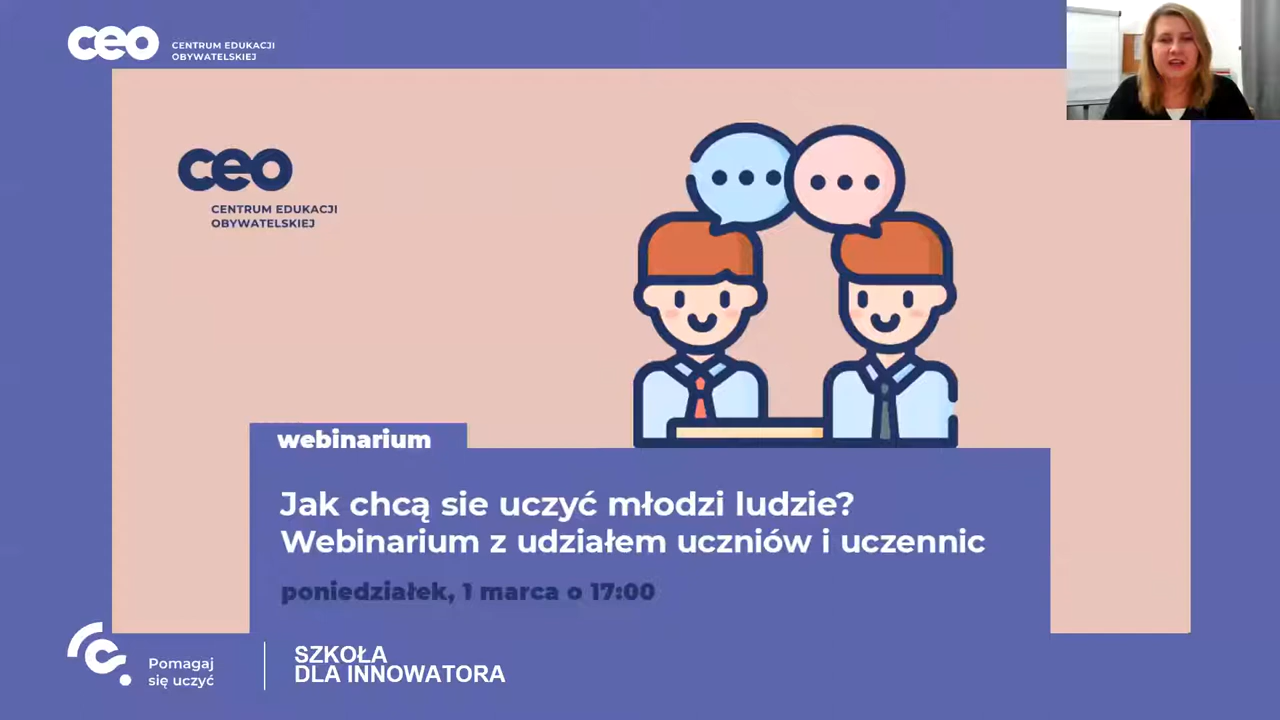 ceo
CENTRUM EDUKACJI
OBYWATELSKIEJ
ceo
CENTRUM EDUKACJI
OBYWATELSKIEJ
webinarium
Jak chcą sie uczyć młodzi ludzie?
Webinarium z udziałem uczniów i uczennic
poniedziałek, 1 marca o 17:00
Pomagaj
się uczyć
SZKOŁA
DLA INNOWATORA